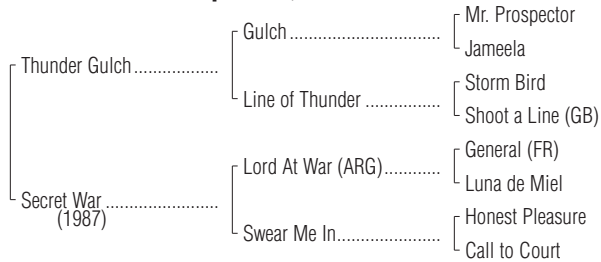 Mr. Prospector
Gulch ..............................
Jameela
Thunder Gulch.................
Storm Bird
Line of Thunder ...............
Shoot a Line (GB)
General (FR)
Lord At War (ARG)...........
Luna de Miel
Secret War .......................
(1987)
Honest Pleasure
Swear Me In.....................
Call to Court